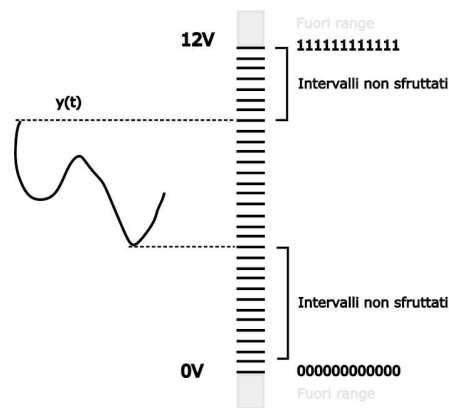 Fuori range
12V
111111111111
Intervalli non sfruttati
y(t)
Intervalli non sfruttati
0V
000000000000
Fuori range